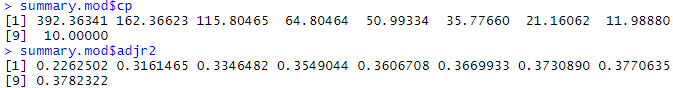 > summary.mod$cp
[1] 392.36341 162.36623 115.80465 64.80464 50.99334 35.77660 21.16062 11.98880
[9] 10.00000
> summary.mod$adjr2
[1] 0.2262502 0.3161465 0.3346482 0.3549044 0.3606708 0.3669933 0.3730890 0.3770635
[9] 0.3782322